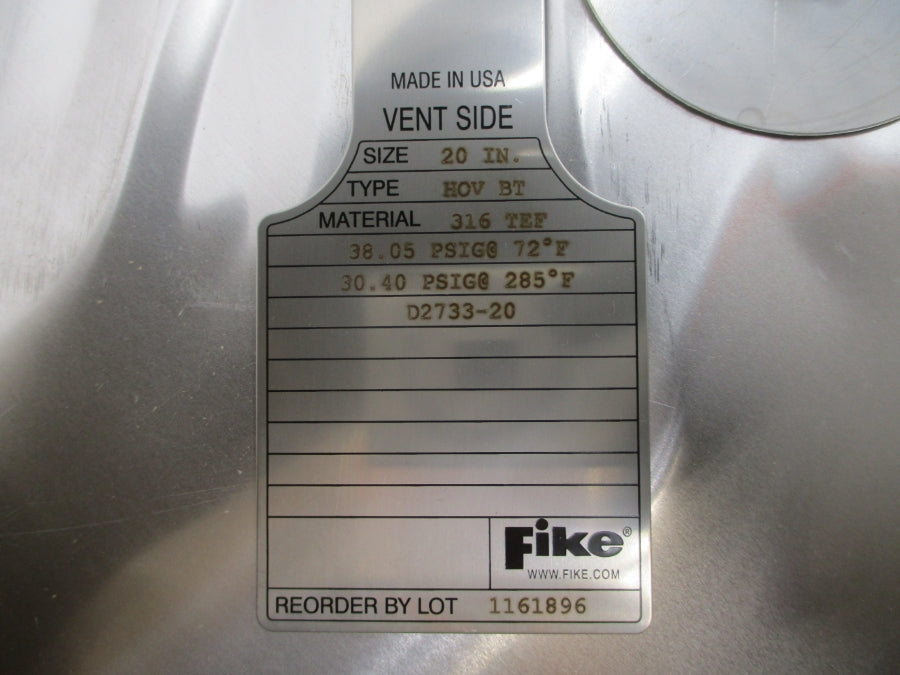 MADE IN USA
VENT SIDE
SIZE 20 IN.
TYPE HOV BT
MATERIAL 316 TEF
38.05 PSIG@ 72°F
30.40 PSIG@ 285°F
D2733-20
Fike®
WWW.FIKE.COM
REORDER BY LOT 1161896